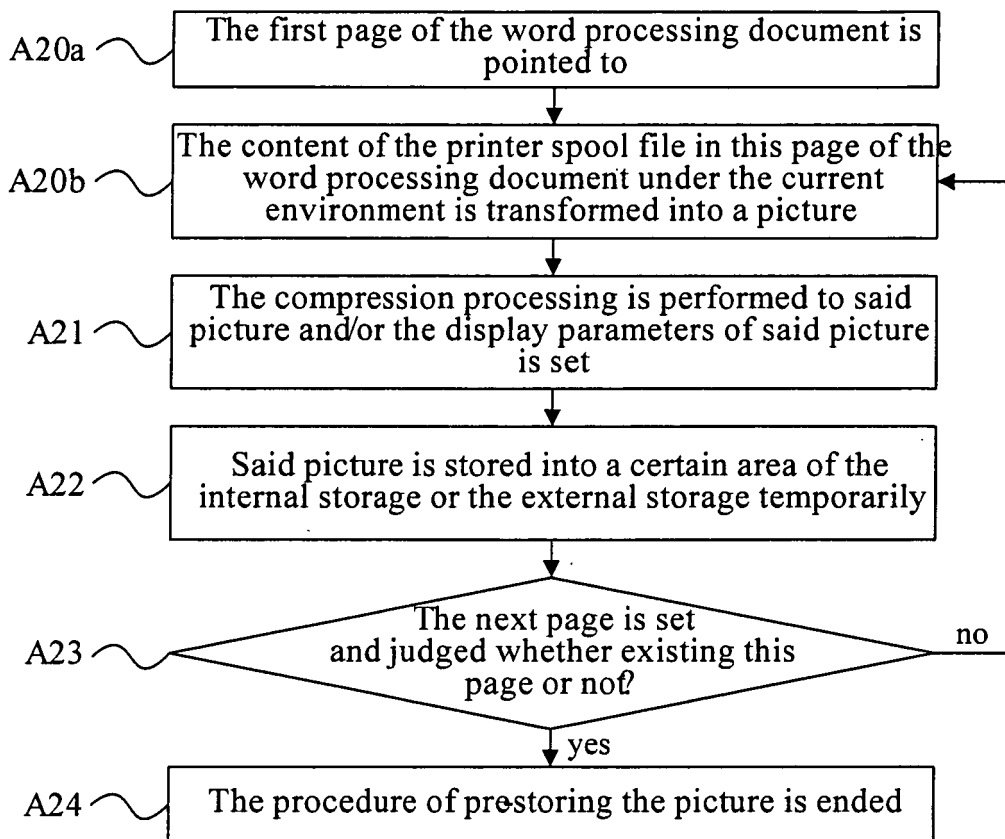 A20a
The first page of the word processing document is
pointed to
A20b
The content of the printer spool file in this page of the
word processing document under the current
environment is transformed into a picture
A21
The compression processing is performed to said
picture and/or the display parameters of said picture
is set
A22
Said picture is stored into a certain area of the
internal storage or the external storage temporarily
A23
The next page is set
and judged whether existing this
page or not?
no
yes
A24
The procedure of pre-storing the picture is ended